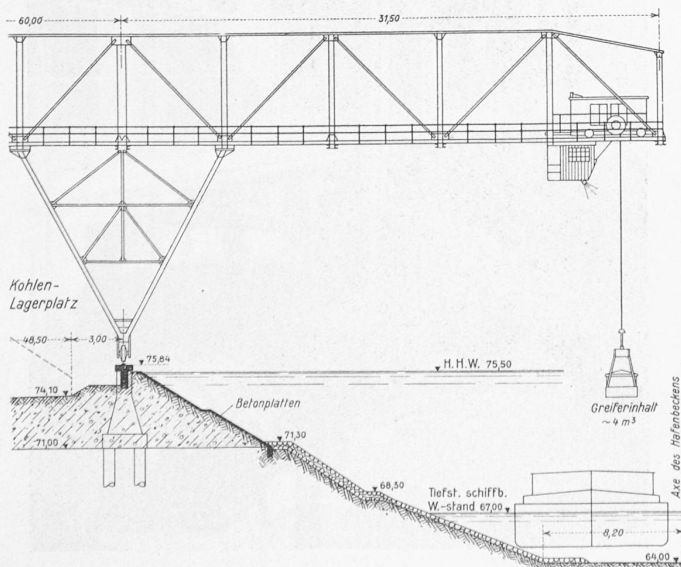 60,00
31,50
Kohlen-
Lagerplatz
48,50
3,00
75,84
H.H.W. 75,50
74,10
Betonplatten
Greiferinhalt
~ 4 m³
71,00
71,30
68,50
Tiefst. schiffb.
W.-stand 67,00
8,20
64,00
Axe des Hafenbeckens